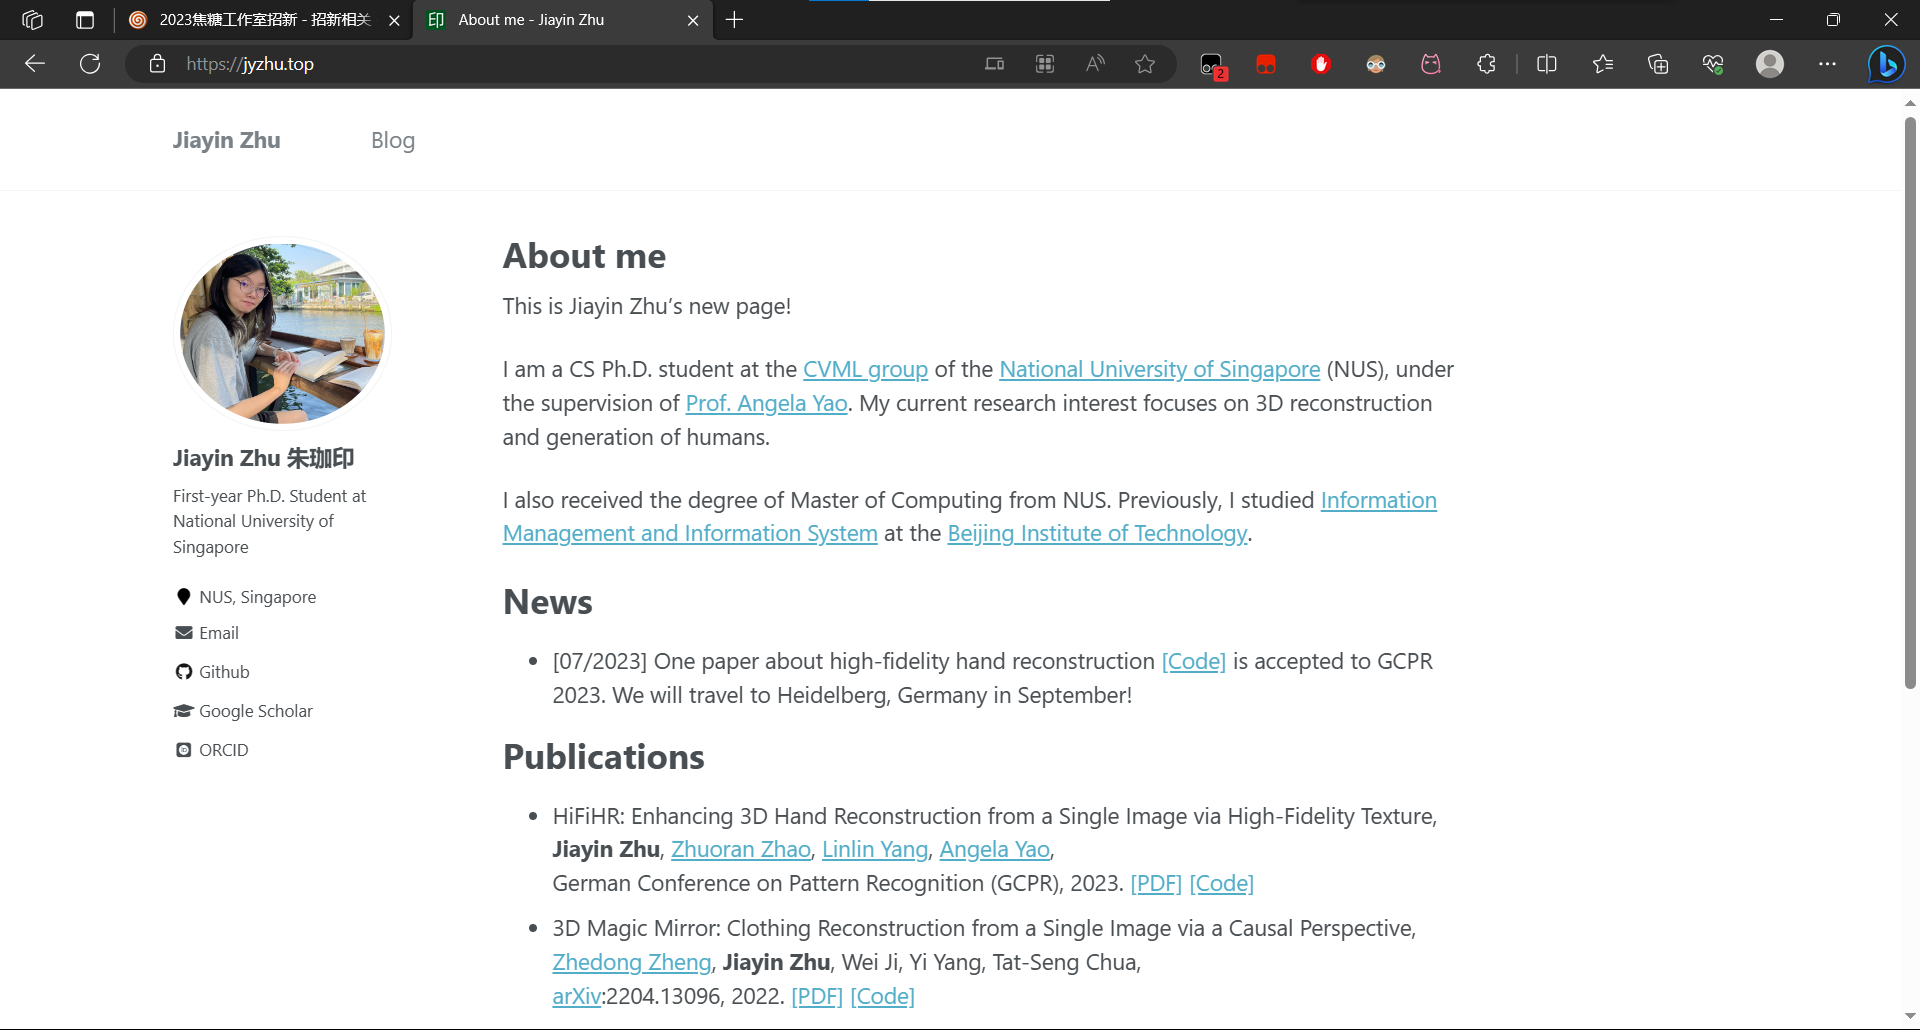 2023焦糖工作室招新 - 招新相关
About me - Jiayin Zhu
https://jyzhu.top
2
Jiayin Zhu
Blog
Jiayin Zhu 朱珈印
First-year Ph.D. Student at
National University of
Singapore
NUS, Singapore
Email
Github
Google Scholar
ORCID
About me
This is Jiayin Zhu’s new page!
I am a CS Ph.D. student at the CVML group of the National University of Singapore (NUS), under
the supervision of Prof. Angela Yao. My current research interest focuses on 3D reconstruction
and generation of humans.
I also received the degree of Master of Computing from NUS. Previously, I studied Information
Management and Information System at the Beijing Institute of Technology.
News
• [07/2023] One paper about high-fidelity hand reconstruction [Code] is accepted to GCPR
2023. We will travel to Heidelberg, Germany in September!
Publications
• HiFiHR: Enhancing 3D Hand Reconstruction from a Single Image via High-Fidelity Texture,
Jiayin Zhu, Zhuoran Zhao, Linlin Yang, Angela Yao,
German Conference on Pattern Recognition (GCPR), 2023. [PDF] [Code]
• 3D Magic Mirror: Clothing Reconstruction from a Single Image via a Causal Perspective,
Zhedong Zheng, Jiayin Zhu, Wei Ji, Yi Yang, Tat-Seng Chua,
arXiv:2204.13096, 2022. [PDF] [Code]